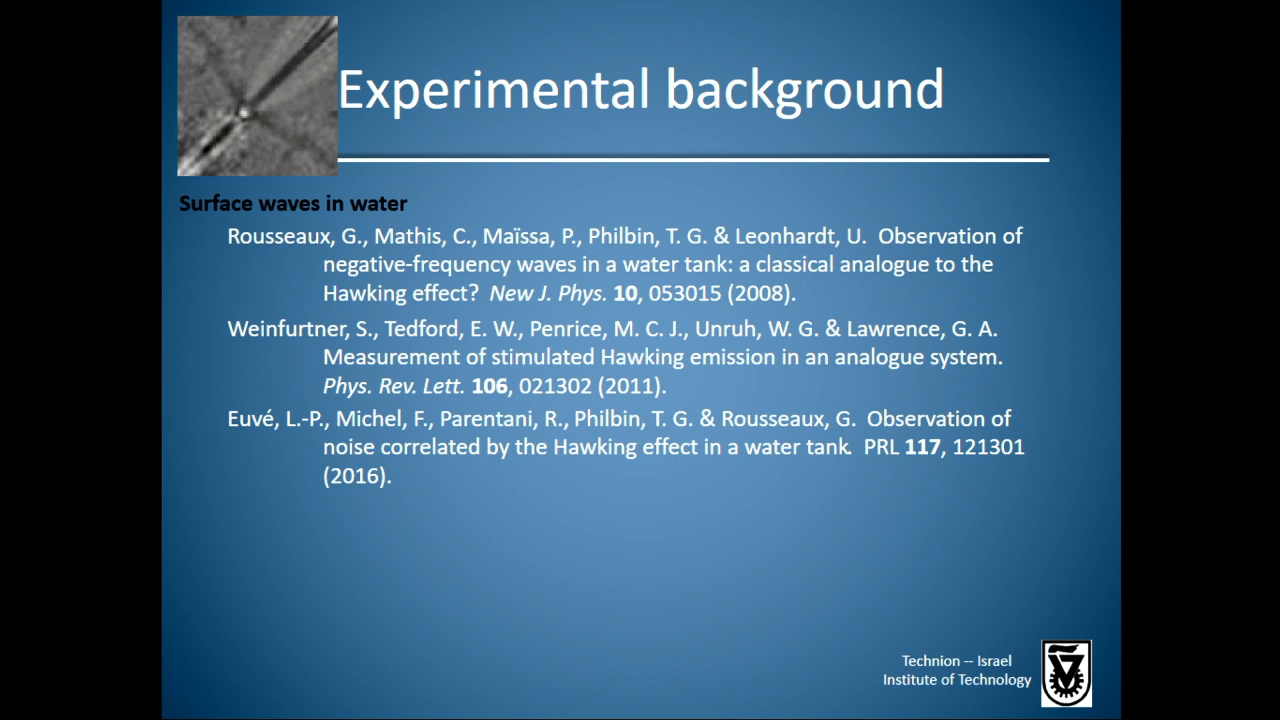 Experimental background
Surface waves in water
Rousseaux, G., Mathis, C., Maïssa, P., Philbin, T. G. & Leonhardt, U.  Observation of
negative-frequency waves in a water tank: a classical analogue to the
Hawking effect?  New J. Phys. 10, 053015 (2008).
Weinfurtner, S., Tedford, E. W., Penrice, M. C. J., Unruh, W. G. & Lawrence, G. A.
Measurement of stimulated Hawking emission in an analogue system.
Phys. Rev. Lett. 106, 021302 (2011).
Euvé, L.-P., Michel, F., Parentani, R., Philbin, T. G. & Rousseaux, G.  Observation of
noise correlated by the Hawking effect in a water tank.  PRL 117, 121301
(2016).
Technion -- Israel
Institute of Technology